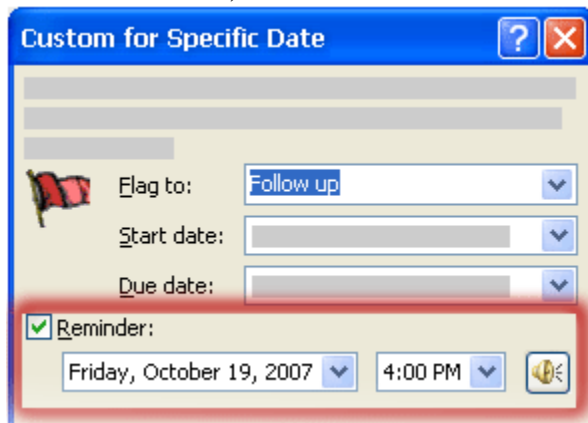 Custom for Specific Date
Flag to: Follow up
Start date:
Due date:
Reminder:
Friday, October 19, 2007 4:00 PM